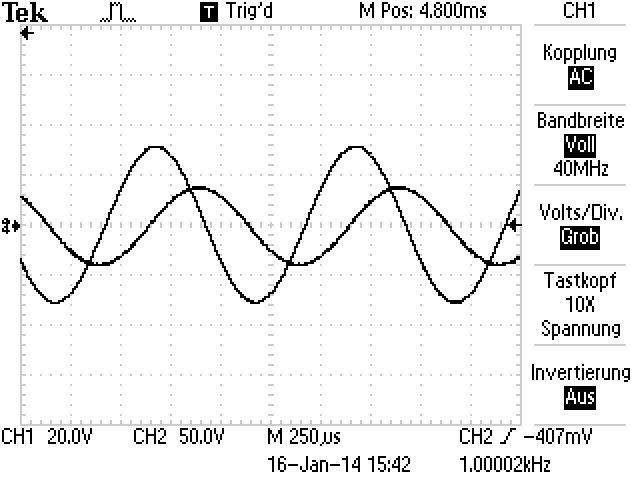 Tek T Trig'd M Pos: 4.800ms CH1
Kopplung
AC
Bandbreite
Voll
40MHz
Volts/Div.
Grob
Tastkopf
10X
Spannung
Invertierung
Aus
CH1 20.0V CH2 50.0V M 250µs CH2 -407mV
16-Jan-14 15:42 1.00002kHz